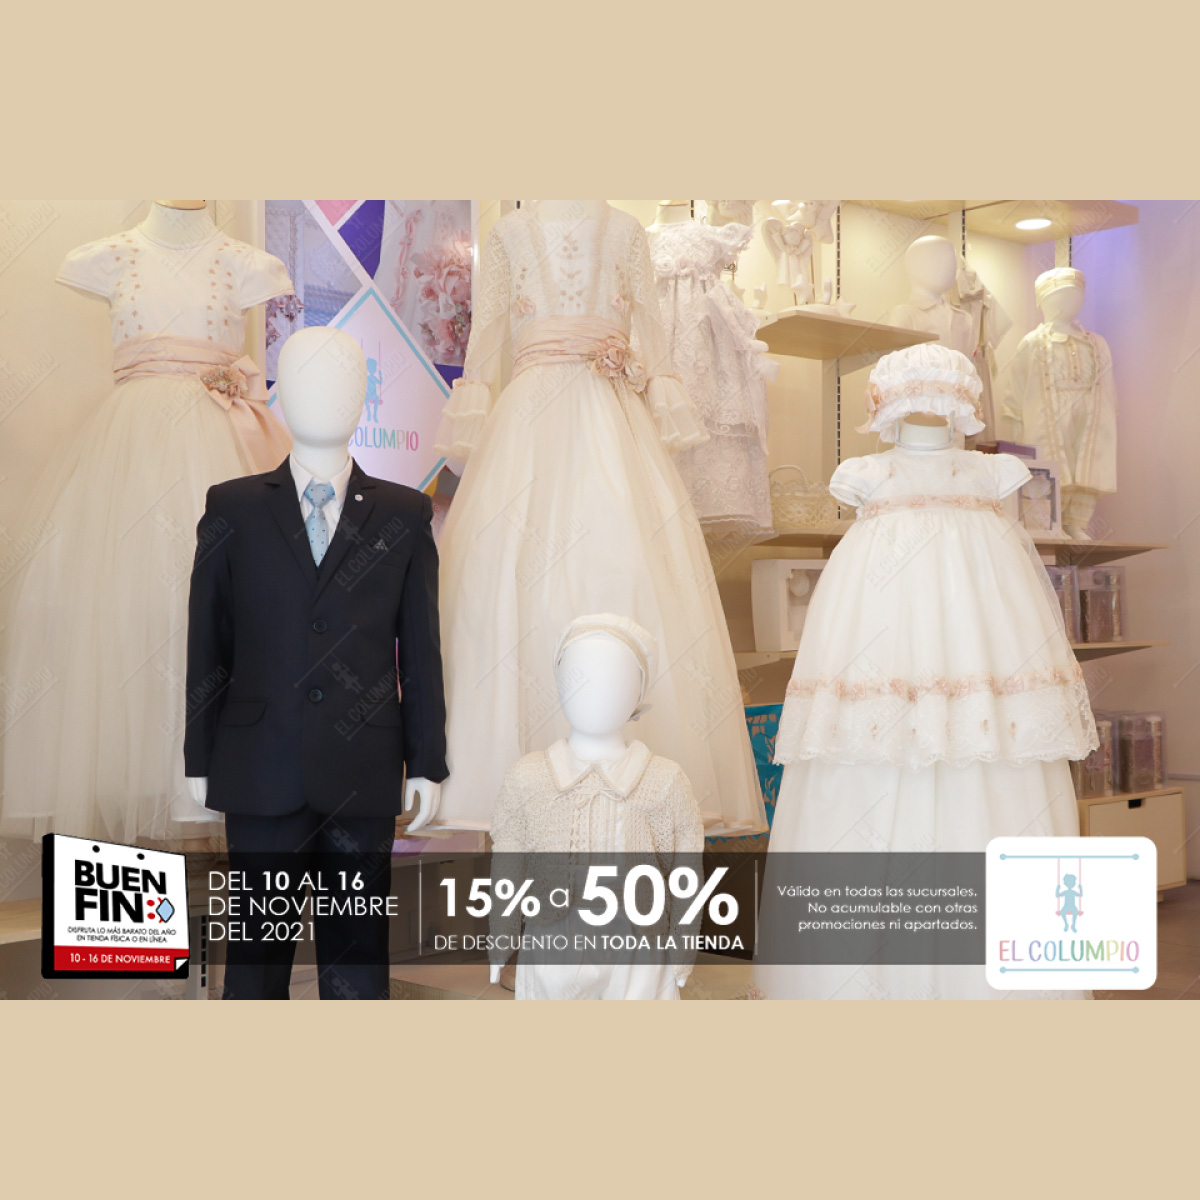 COLUMPIO
BUEN
FIN
DISFRUTA LO MÁS BARATO DEL AÑO
EN TIENDA FÍSICA O EN LÍNEA
10 - 16 DE NOVIEMBRE
DEL 10 AL 16
DE NOVIEMBRE
DEL 2021
15% a 50%
DE DESCUENTO EN TODA LA TIENDA
Válido en todas las sucursales.
No acumulable con otras
promociones ni apartados.
EL COLUMPIO